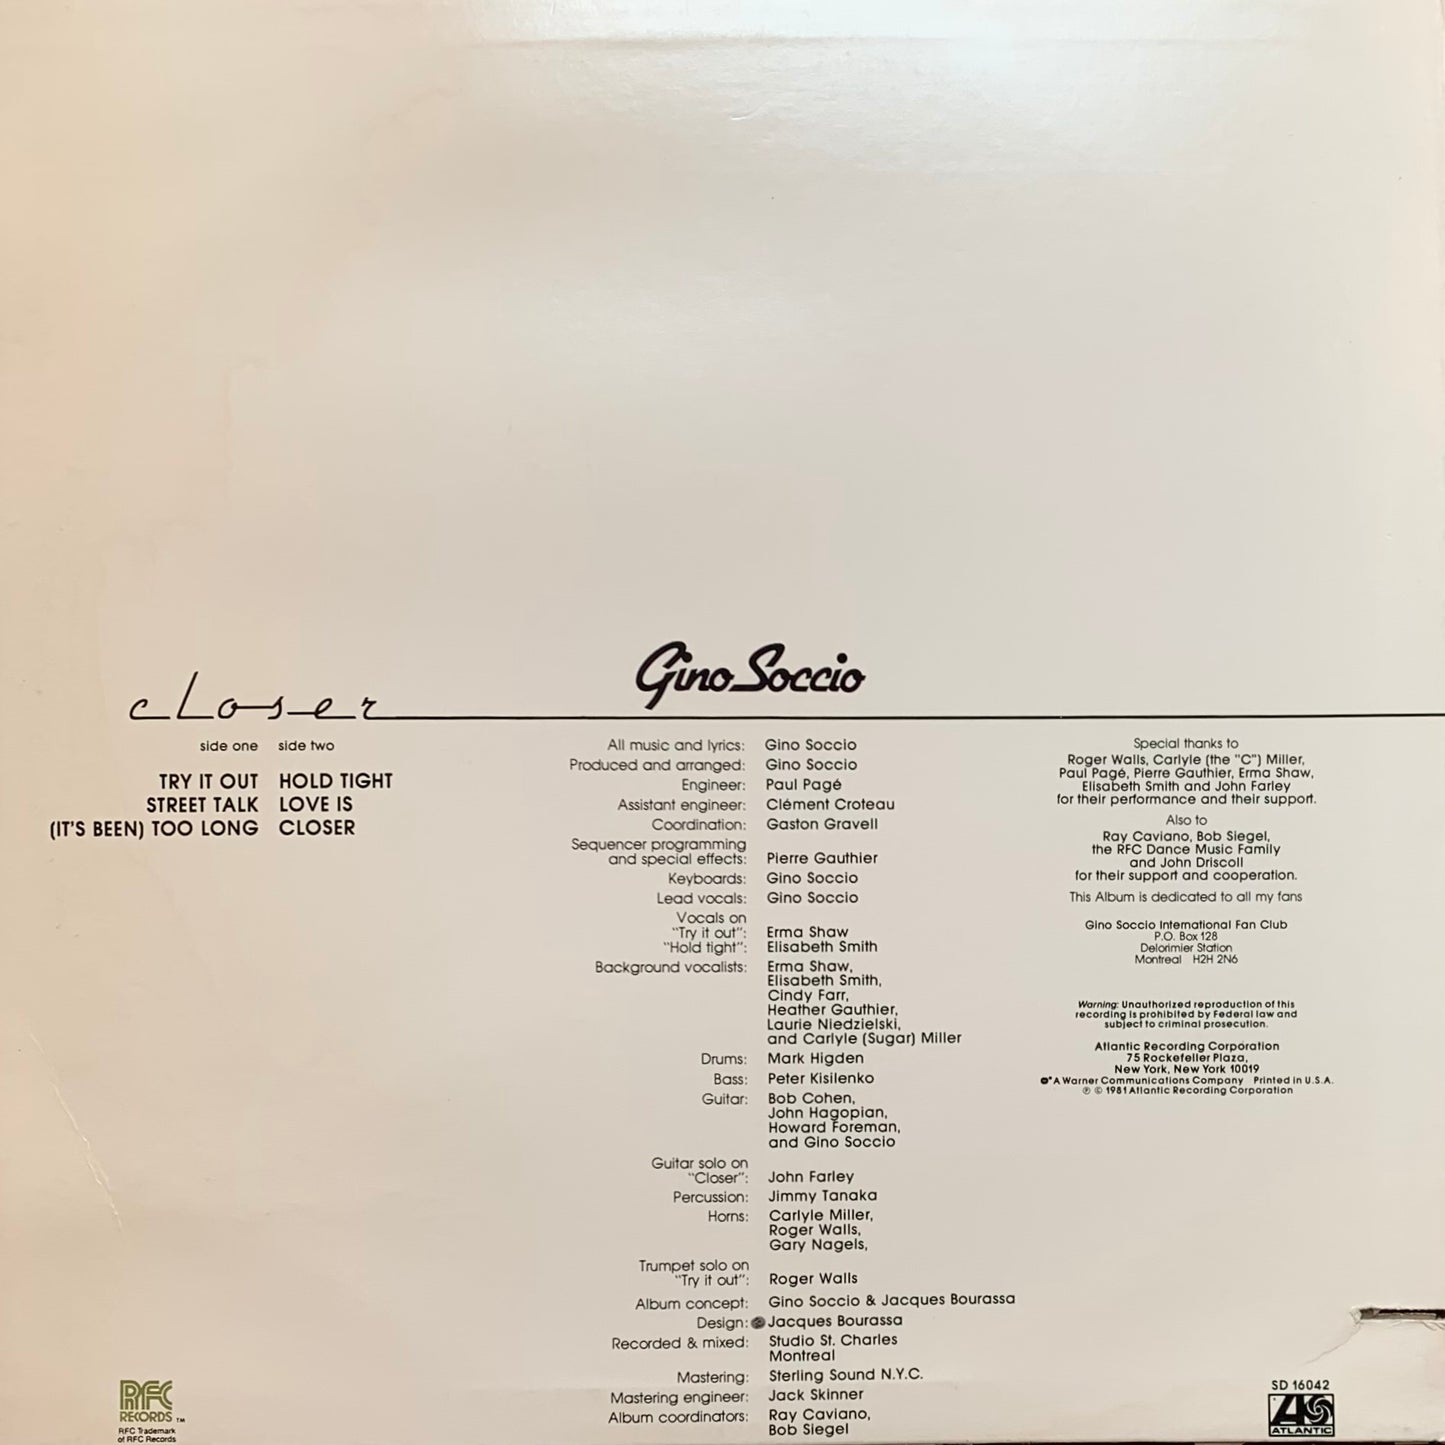 Gino Soccio
closer
side one side two
TRY IT OUT HOLD TIGHT
STREET TALK LOVE IS
(IT'S BEEN) TOO LONG CLOSER
All music and lyrics: Gino Soccio
Produced and arranged: Gino Soccio
Engineer: Paul Pagé
Assistant engineer: Clément Croteau
Coordination: Gaston Gravell
Sequencer programming
and special effects: Pierre Gauthier
Keyboards: Gino Soccio
Lead vocals: Gino Soccio
Vocals on
"Try it out": Erma Shaw
"Hold tight": Elisabeth Smith
Background vocalists: Erma Shaw,
Elisabeth Smith,
Cindy Farr,
Heather Gauthier,
Laurie Niedzielski,
and Carlyle (Sugar) Miller
Drums: Mark Higden
Bass: Peter Kisilenko
Guitar: Bob Cohen,
John Hagopian,
Howard Foreman,
and Gino Soccio
Guitar solo on
"Closer": John Farley
Percussion: Jimmy Tanaka
Horns: Carlyle Miller,
Roger Walls,
Gary Nagels,
Trumpet solo on
"Try it out": Roger Walls
Album concept: Gino Soccio & Jacques Bourassa
Design: Jacques Bourassa
Recorded & mixed: Studio St. Charles
Montreal
Mastering: Sterling Sound N.Y.C.
Mastering engineer: Jack Skinner
Album coordinators: Ray Caviano,
Bob Siegel
Special thanks to
Roger Walls, Carlyle (the "C") Miller,
Paul Pagé, Pierre Gauthier, Erma Shaw,
Elisabeth Smith and John Farley
for their performance and their support.
Also to
Ray Caviano, Bob Siegel,
the RFC Dance Music Family
and John Driscoll
for their support and cooperation.
This Album is dedicated to all my fans
Gino Soccio International Fan Club
P.O. Box 128
Delorimier Station
Montreal H2H 2N6
Warning: Unauthorized reproduction of this
recording is prohibited by Federal law and
subject to criminal prosecution.
Atlantic Recording Corporation
75 Rockefeller Plaza,
New York, New York 10019
A Warner Communications Company Printed in U.S.A.
℗ © 1981 Atlantic Recording Corporation
RFC
RECORDS ™
RFC Trademark
of RFC Records
SD 16042
ATLANTIC